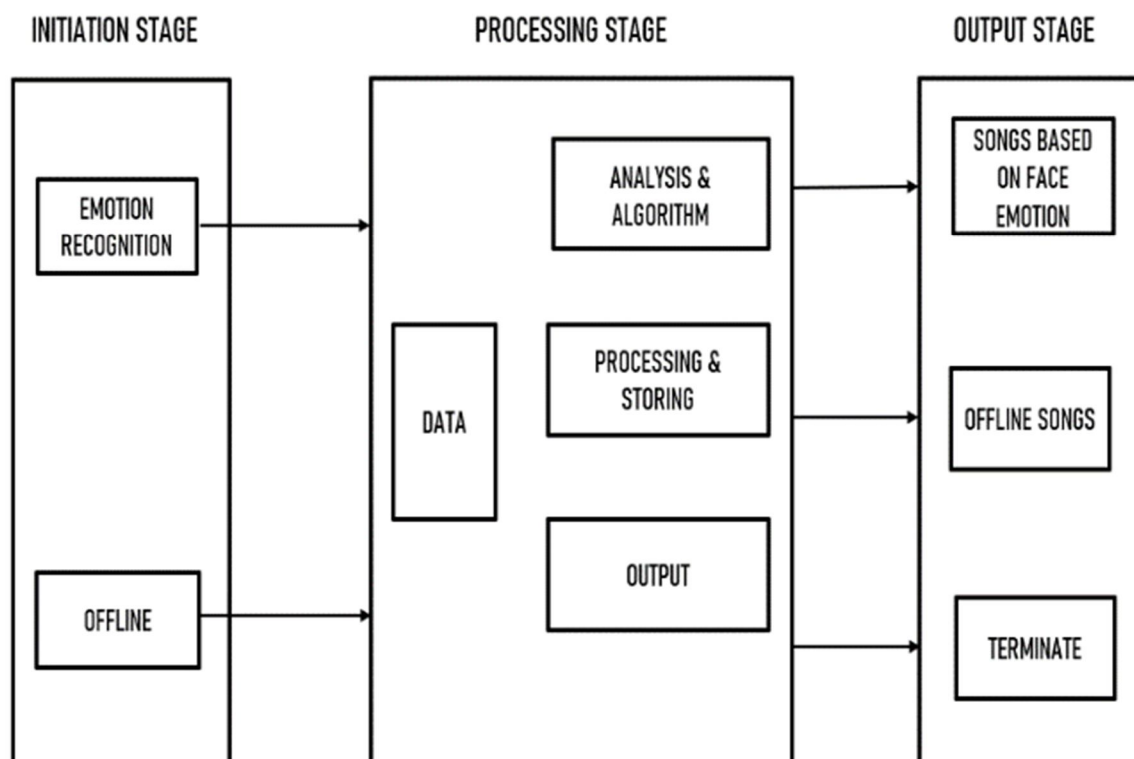 INITIATION STAGE
PROCESSING STAGE
OUTPUT STAGE
EMOTION
RECOGNITION
OFFLINE
DATA
ANALYSIS &
ALGORITHM
PROCESSING &
STORING
OUTPUT
SONGS BASED
ON FACE
EMOTION
OFFLINE SONGS
TERMINATE